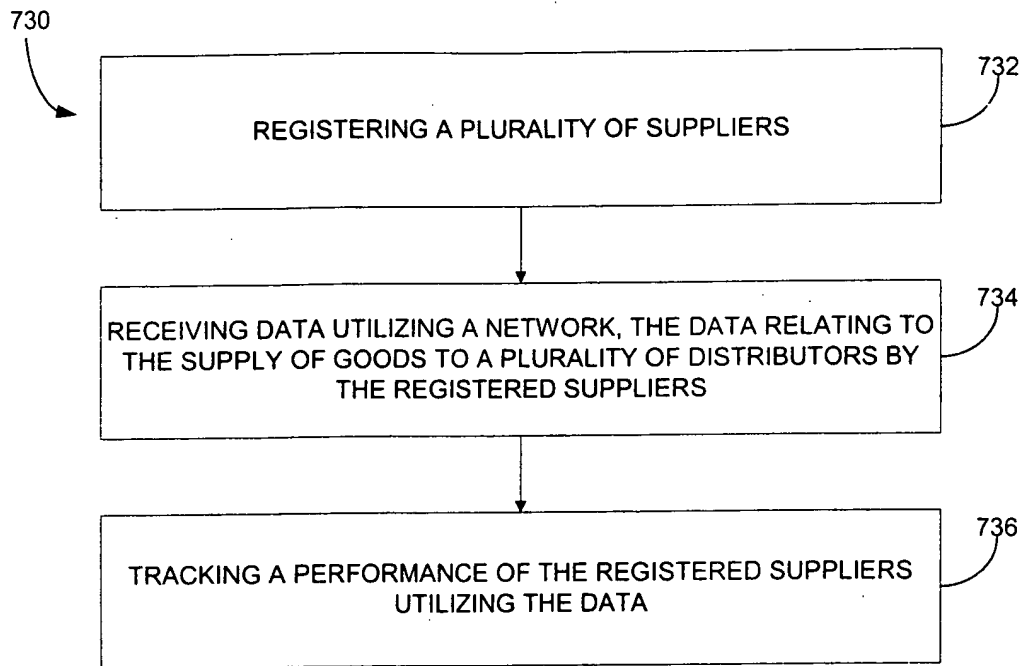 730
732
REGISTERING A PLURALITY OF SUPPLIERS
734
RECEIVING DATA UTILIZING A NETWORK, THE DATA RELATING TO
THE SUPPLY OF GOODS TO A PLURALITY OF DISTRIBUTORS BY
THE REGISTERED SUPPLIERS
736
TRACKING A PERFORMANCE OF THE REGISTERED SUPPLIERS
UTILIZING THE DATA